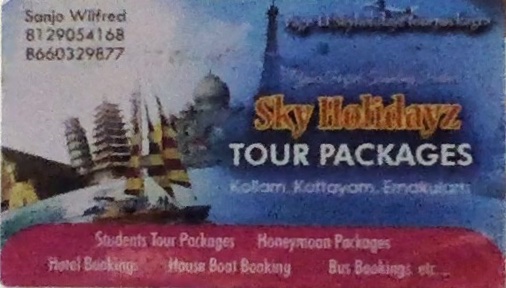 Sanjo Wilfred
8129054168
8660329877
Sky Holidayz
TOUR PACKAGES
Kollam, Kottayam, Ernakulam
Students Tour Packages Honeymoon Packages
Hotel Bookings House Boat Booking Bus Bookings etc...